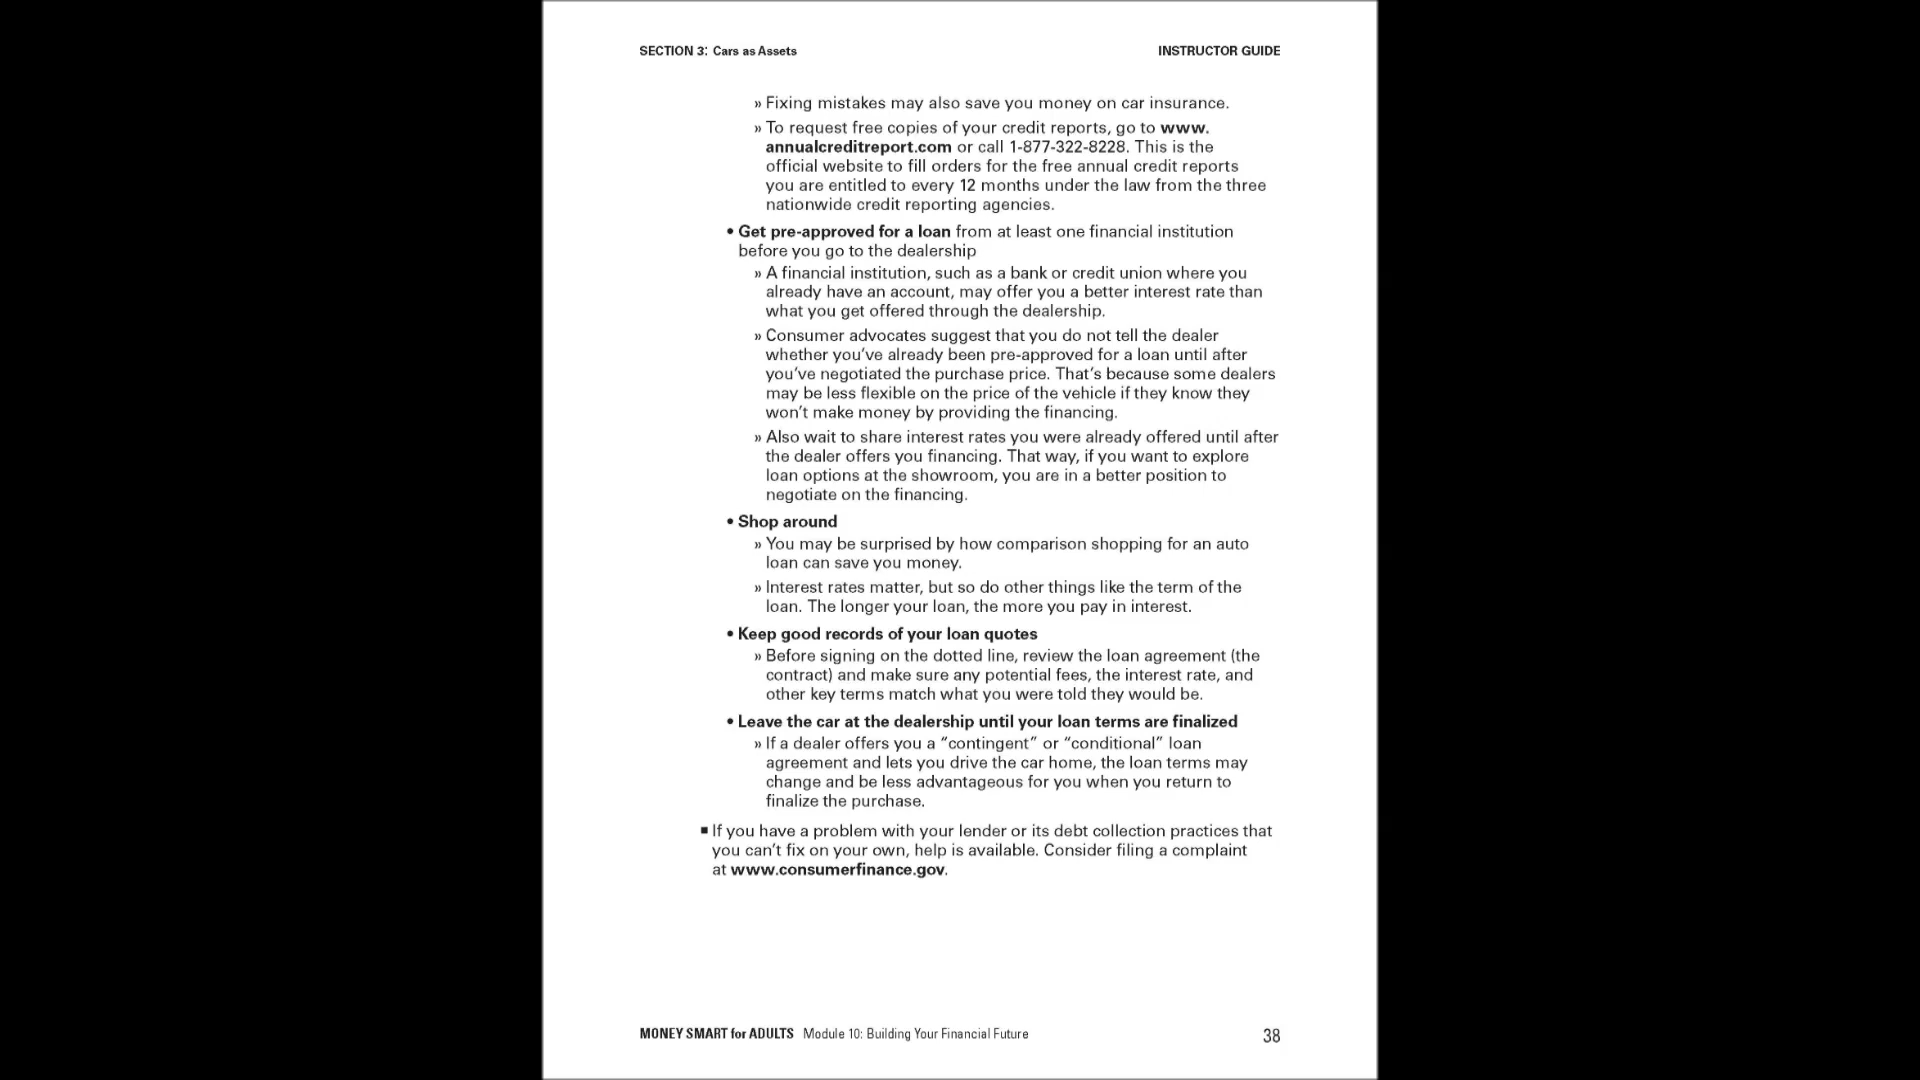 SECTION 3: Cars as Assets
INSTRUCTOR GUIDE
» Fixing mistakes may also save you money on car insurance.
» To request free copies of your credit reports, go to www.
annualcreditreport.com or call 1-877-322-8228. This is the
official website to fill orders for the free annual credit reports
you are entitled to every 12 months under the law from the three
nationwide credit reporting agencies.
• Get pre-approved for a loan from at least one financial institution
before you go to the dealership
» A financial institution, such as a bank or credit union where you
already have an account, may offer you a better interest rate than
what you get offered through the dealership.
» Consumer advocates suggest that you do not tell the dealer
whether you’ve already been pre-approved for a loan until after
you’ve negotiated the purchase price. That’s because some dealers
may be less flexible on the price of the vehicle if they know they
won’t make money by providing the financing.
» Also wait to share interest rates you were already offered until after
the dealer offers you financing. That way, if you want to explore
loan options at the showroom, you are in a better position to
negotiate on the financing.
• Shop around
» You may be surprised by how comparison shopping for an auto
loan can save you money.
» Interest rates matter, but so do other things like the term of the
loan. The longer your loan, the more you pay in interest.
• Keep good records of your loan quotes
» Before signing on the dotted line, review the loan agreement (the
contract) and make sure any potential fees, the interest rate, and
other key terms match what you were told they would be.
• Leave the car at the dealership until your loan terms are finalized
» If a dealer offers you a “contingent” or “conditional” loan
agreement and lets you drive the car home, the loan terms may
change and be less advantageous for you when you return to
finalize the purchase.
▪ If you have a problem with your lender or its debt collection practices that
you can’t fix on your own, help is available. Consider filing a complaint
at www.consumerfinance.gov.
MONEY SMART for ADULTS Module 10: Building Your Financial Future
38